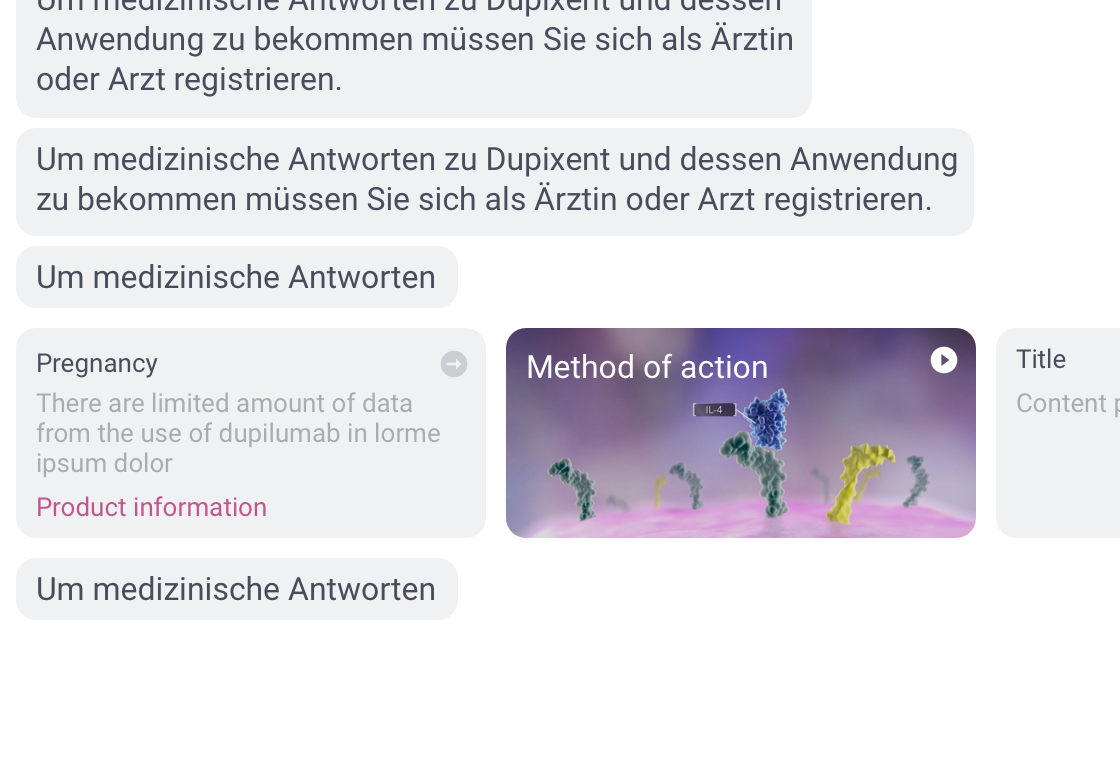 Um medizinische Antworten zu Dupixent und dessen
Anwendung zu bekommen müssen Sie sich als Ärztin
oder Arzt registrieren.
Um medizinische Antworten zu Dupixent und dessen Anwendung
zu bekommen müssen Sie sich als Ärztin oder Arzt registrieren.
Um medizinische Antworten
Pregnancy
There are limited amount of data
from the use of dupilumab in lorme
ipsum dolor
Product information
Method of action
IL-4
Title
Content
Um medizinische Antworten